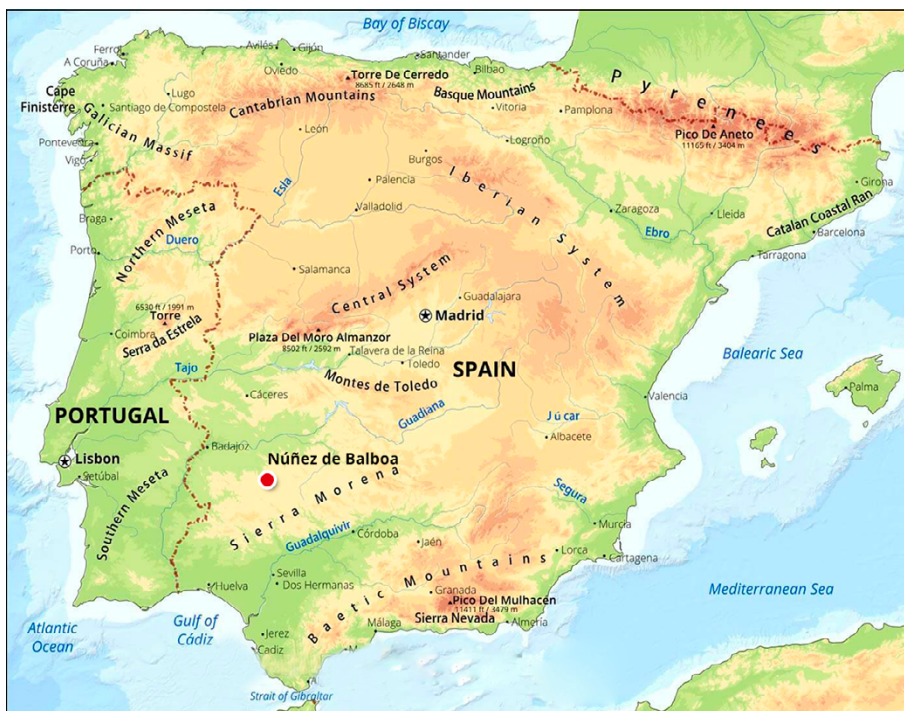 Bay of Biscay
Ferrol
A Coruña
Avilés
Gijón
Oviedo
Santander
Bilbao
Torre De Cerredo
8685 ft / 2648 m
Cantabrian Mountains
Basque Mountains
Vitoria
Pamplona
Pyrenees
Pico De Aneto
11165 ft / 3404 m
Cape
Finisterre
Lugo
Santiago de Compostela
Galician Massif
Pontevedra
Vigo
León
Logroño
Burgos
Esla
Palencia
Valladolid
Iberian System
Zaragoza
Ebro
Lleida
Girona
Catalan Coastal Ran
Barcelona
Tarragona
Braga
Northern Meseta
Duero
Porto
Salamanca
Central System
Guadalajara
Madrid
6530 ft / 1991 m
Torre
Coimbra
Serra da Estrela
Plaza Del Moro Almanzor
8502 ft / 2592 m
Talavera de la Reina
Toledo
SPAIN
Balearic Sea
Tajo
Montes de Toledo
Cáceres
Palma
Valencia
PORTUGAL
Guadiana
Júcar
Albacete
Badajoz
Lisbon
Setúbal
Núñez de Balboa
Southern Meseta
Sierra Morena
Segura
Guadalquivir
Córdoba
Jaén
Murcia
Lorca
Cartagena
Sevilla
Dos Hermanas
Huelva
Baetic Mountains
Granada
Pico Del Mulhacén
11411 ft / 3479 m
Sierra Nevada
Almería
Málaga
M
Mediterranean Sea
Atlantic
Ocean
Gulf of
Cádiz
Jerez
Cadiz
Strait of Gibraltar